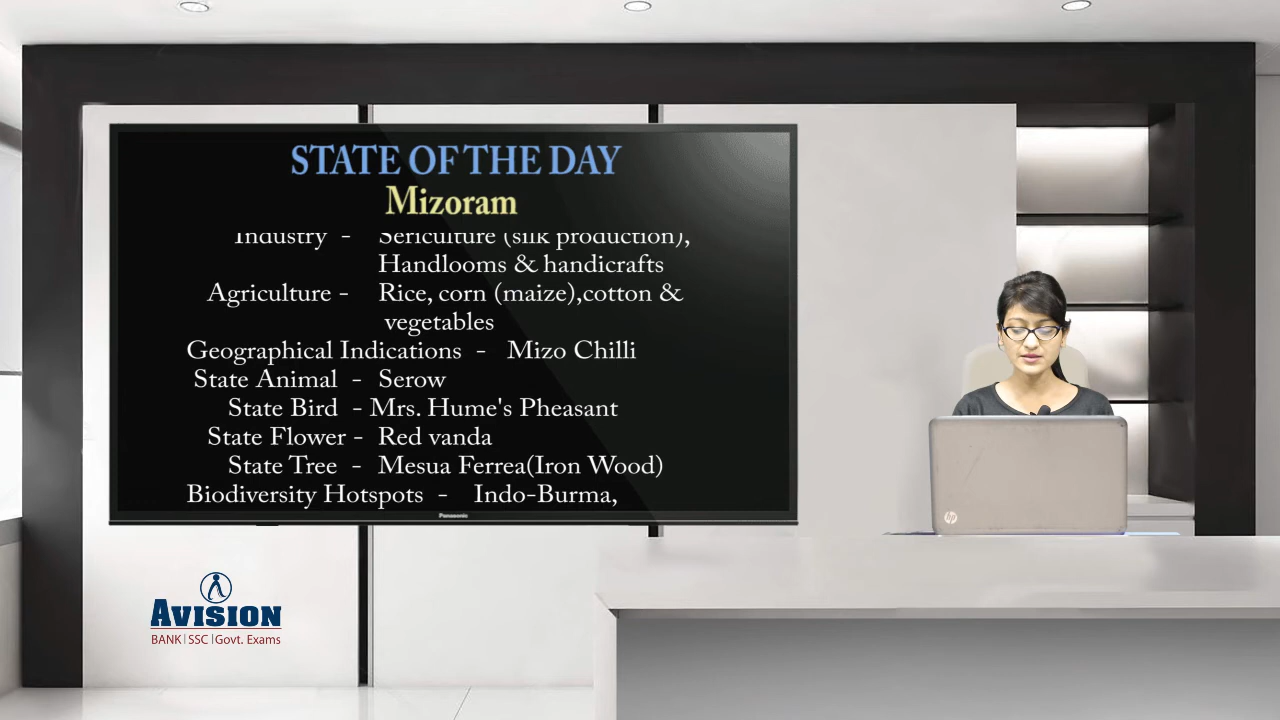 STATE OF THE DAY
Mizoram
Industry - Sericulture (silk production),
Handlooms & handicrafts
Agriculture - Rice, corn (maize),cotton &
vegetables
Geographical Indications - Mizo Chilli
State Animal - Serow
State Bird - Mrs. Hume's Pheasant
State Flower - Red vanda
State Tree - Mesua Ferrea(Iron Wood)
Biodiversity Hotspots - Indo-Burma,
Panasonic
hp
AVISION
BANK|SSC|Govt. Exams